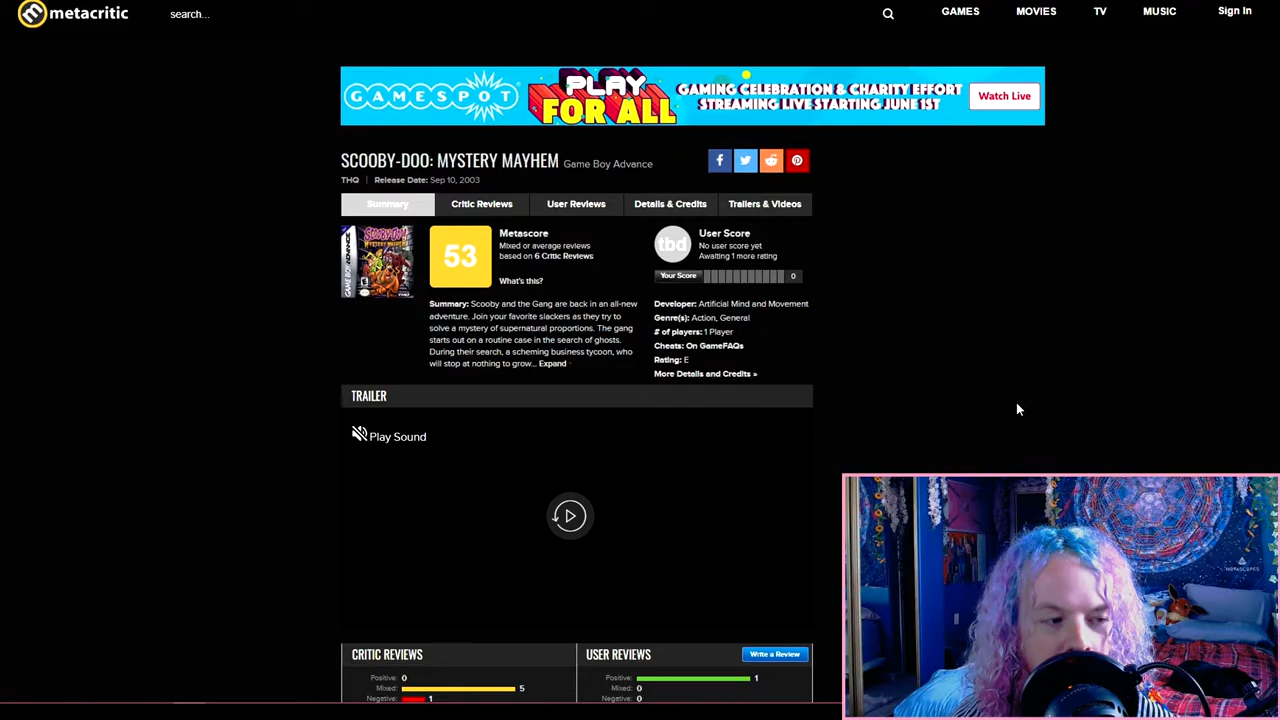 metacritic
search...
GAMES
MOVIES
TV
MUSIC
Sign In
GAMESPOT
PLAY
FOR ALL
GAMING CELEBRATION & CHARITY EFFORT
STREAMING LIVE STARTING JUNE 1ST
Watch Live
SCOOBY-DOO: MYSTERY MAYHEM Game Boy Advance
THQ | Release Date: Sep 10, 2003
Summary
Critic Reviews
User Reviews
Details & Credits
Trailers & Videos
GAME BOY ADVANCE
SCOOBY-DOO!
MYSTERY MAYHEM
53
Metascore
Mixed or average reviews
based on 6 Critic Reviews
What's this?
Summary: Scooby and the Gang are back in an all-new
adventure. Join your favorite slackers as they try to
solve a mystery of supernatural proportions. The gang
starts out on a routine case in the search of ghosts.
During their search, a scheming business tycoon, who
will stop at nothing to grow... Expand
tbd
User Score
No user score yet
Awaiting 1 more rating
Your Score
0
Developer: Artificial Mind and Movement
Genre(s): Action, General
# of players: 1 Player
Cheats: On GameFAQs
Rating: E
More Details and Credits »
TRAILER
Play Sound
CRITIC REVIEWS
Positive: 0
Mixed: 5
Negative: 1
USER REVIEWS
Write a Review
Positive: 1
Mixed: 0
Negative: 0